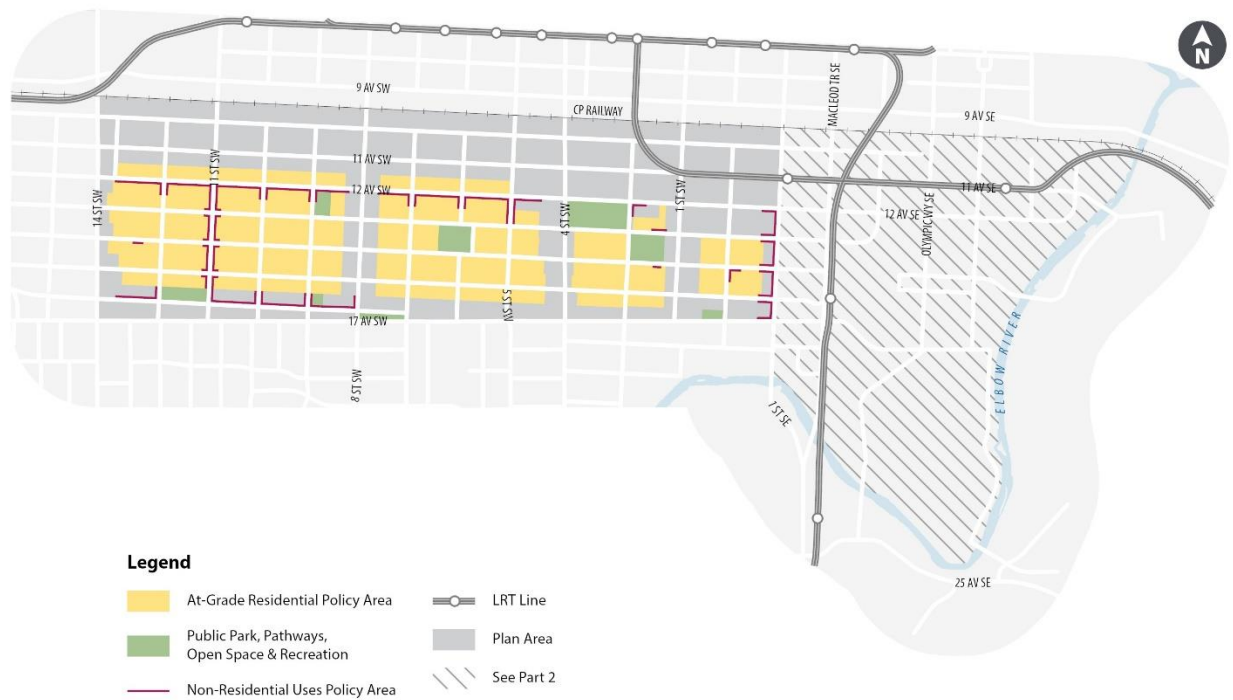 N
9 AV SW
CP RAILWAY
MACLEOD TR SE
9 AV SE
11 AV SW
12 AV SW
11 ST SW
14 ST SW
4 ST SW
1 ST SW
11 AV SE
12 AV SE
OLYMPIC WY SE
5 ST SW
17 AV SW
8 ST SW
1 ST SE
ELBOW RIVER
25 AV SE
Legend
At-Grade Residential Policy Area
Public Park, Pathways,
Open Space & Recreation
Non-Residential Uses Policy Area
LRT Line
Plan Area
See Part 2